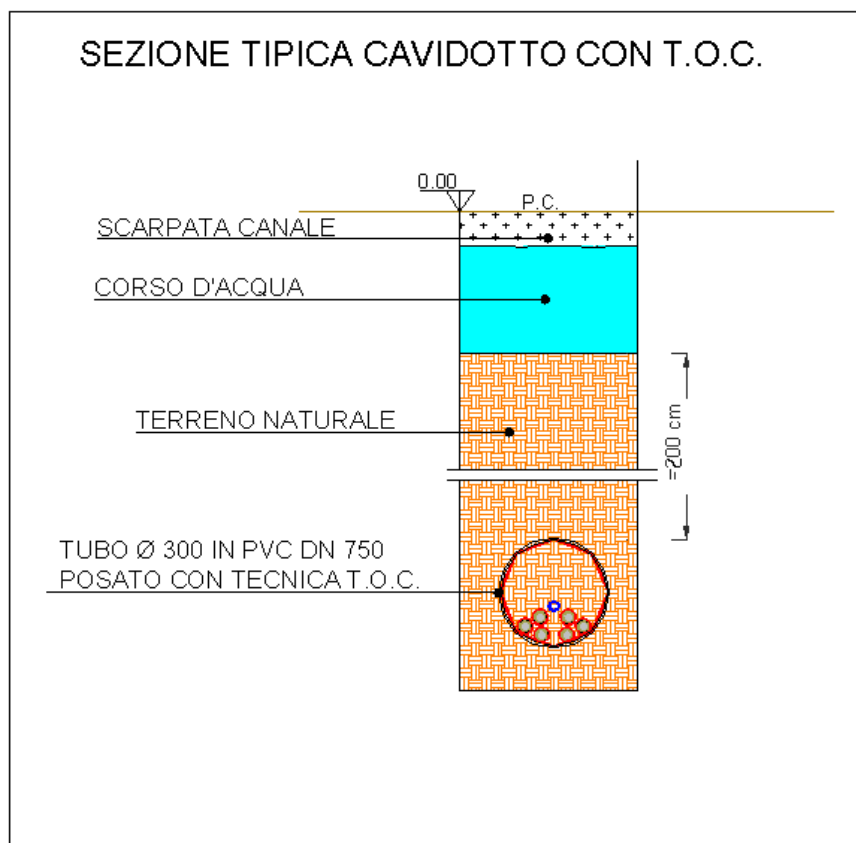 SEZIONE TIPICA CAVIDOTTO CON T.O.C.
0.00
P.C.
SCARPATA CANALE
CORSO D'ACQUA
TERRENO NATURALE
=200 cm
TUBO Ø 300 IN PVC DN 750
POSATO CON TECNICA T.O.C.